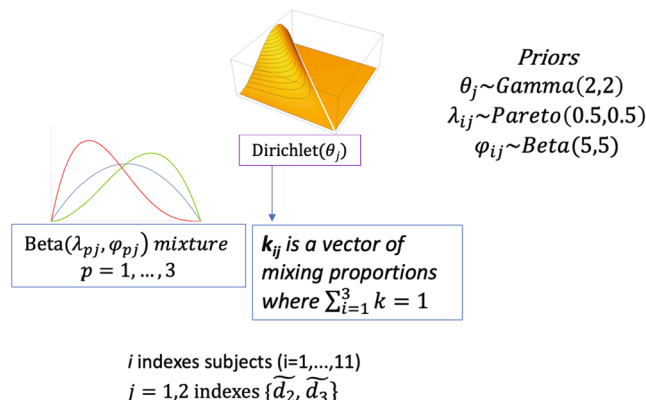 Priors
θⱼ~Gamma(2,2)
λᵢⱼ~Pareto(0.5,0.5)
φᵢⱼ~Beta(5,5)
Dirichlet(θⱼ)
Beta(λₚⱼ, φₚⱼ) mixture
p = 1, … , 3
kᵢⱼ is a vector of
mixing proportions
where ∑³ᵢ₌₁ k = 1
i indexes subjects (i=1,...,11)
j = 1,2 indexes {d̃₂, d̃₃}